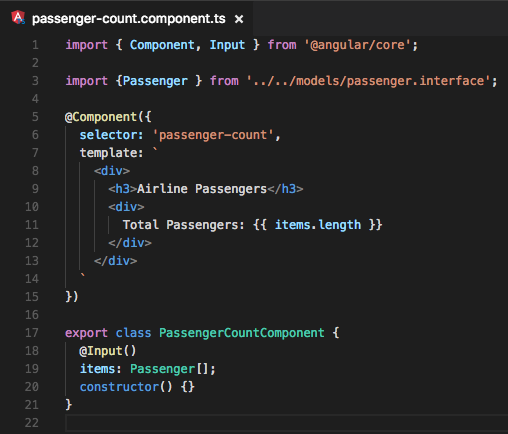 passenger-count.component.ts ×
1 import { Component, Input } from '@angular/core';
2
3 import {Passenger } from '../../models/passenger.interface';
4
5 @Component({
6   selector: 'passenger-count',
7   template: `
8     <div>
9       <h3>Airline Passengers</h3>
10       <div>
11         Total Passengers: {{ items.length }}
12       </div>
13     </div>
14   `
15 })
16
17 export class PassengerCountComponent {
18   @Input()
19   items: Passenger[];
20   constructor() {}
21 }
22